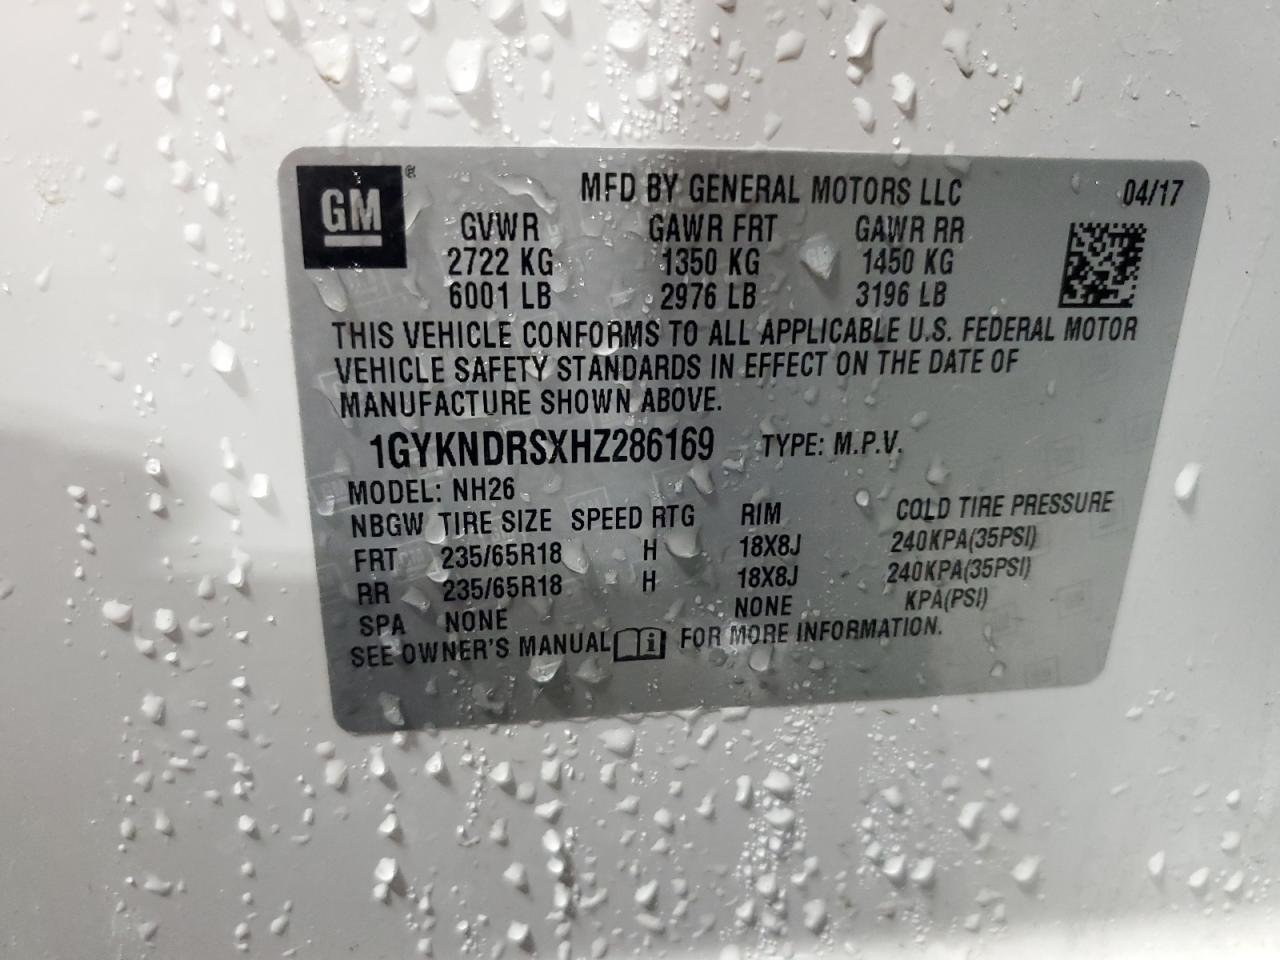 GM®
MFD BY GENERAL MOTORS LLC 04/17
GVWR GAWR FRT GAWR RR
2722 KG 1350 KG 1450 KG
6001 LB 2976 LB 3196 LB
THIS VEHICLE CONFORMS TO ALL APPLICABLE U.S. FEDERAL MOTOR
VEHICLE SAFETY STANDARDS IN EFFECT ON THE DATE OF
MANUFACTURE SHOWN ABOVE.
1GYKNDRSXHZ286169 TYPE: M.P.V.
MODEL: NH26
NBGW TIRE SIZE SPEED RTG RIM COLD TIRE PRESSURE
FRT 235/65R18 H 18X8J 240KPA(35PSI)
RR 235/65R18 H 18X8J 240KPA(35PSI)
SPA NONE NONE KPA(PSI)
SEE OWNER'S MANUAL i FOR MORE INFORMATION.